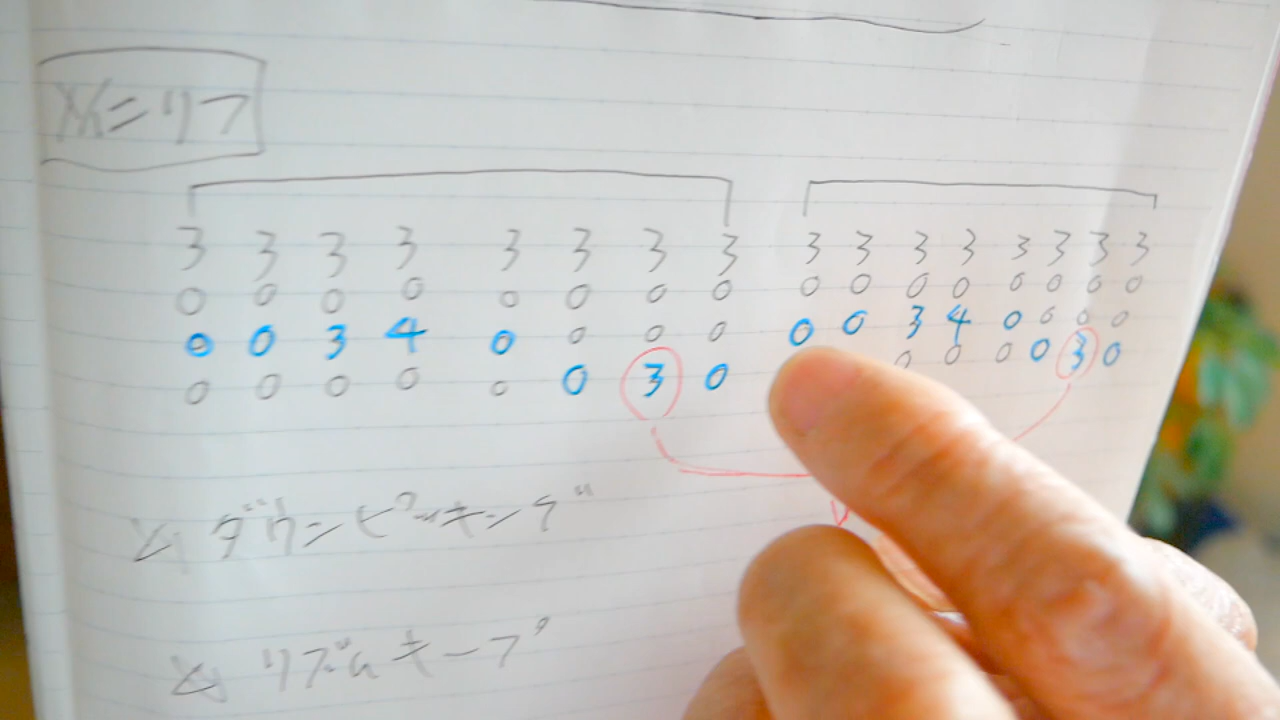 メ=リフ
3 3 3 3 3 3 3 3 3 3 3 3 3 3 3 3
0 0 0 0 0 0 0 0 0 0 0 0 0 0 0 0
0 0 3 4 0 0 0 0 0 0 3 4 0 0 0 0
0 0 0 0 0 0 3 0 0 0 0 0 3 0
ダウンピッキング
リズムキープ